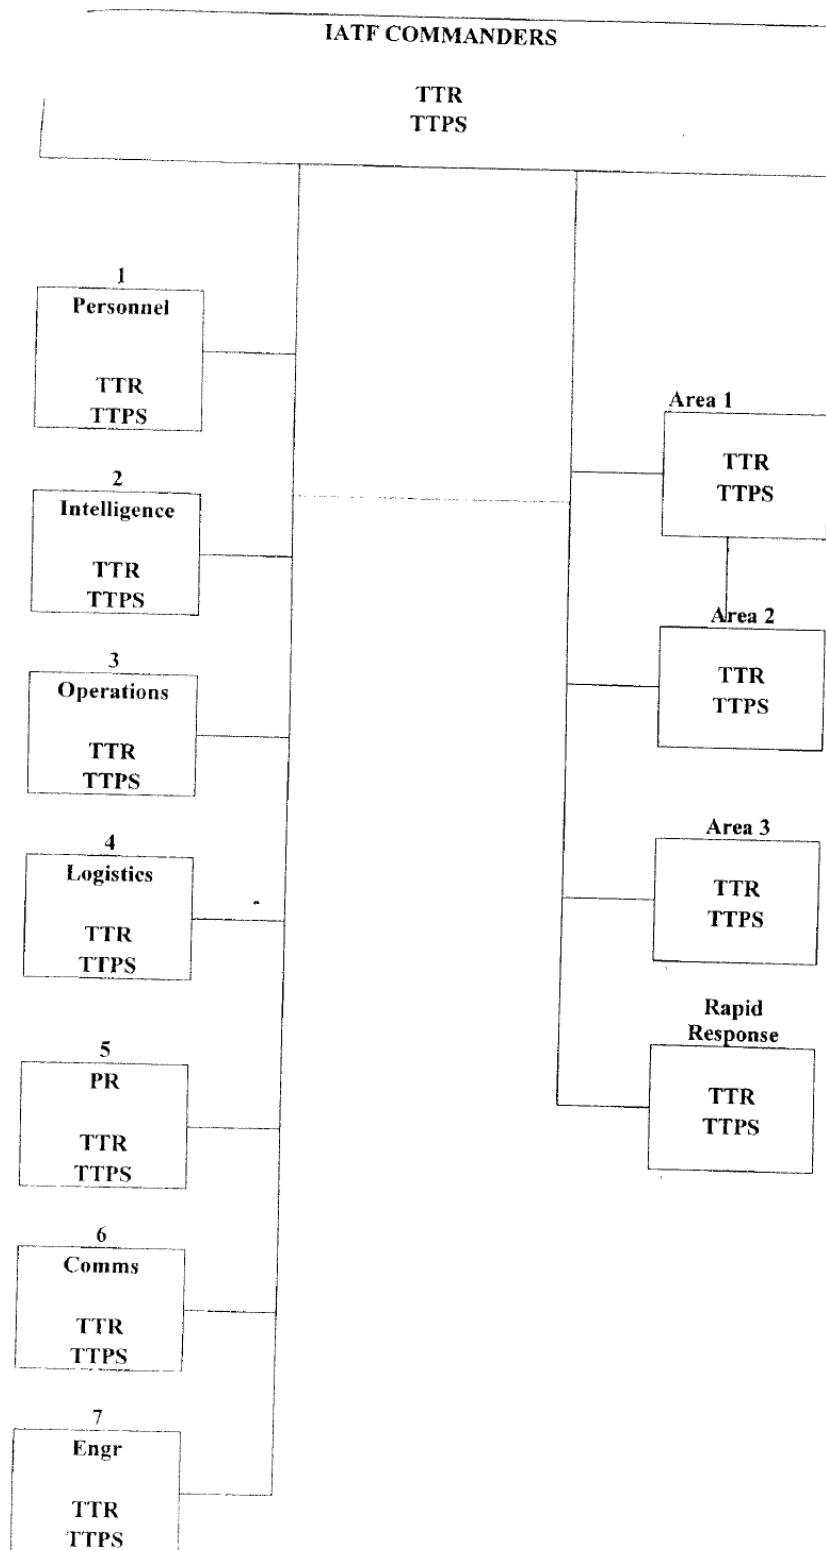 IATF COMMANDERS
TTR
TTPS
1
Personnel
TTR
TTPS
2
Intelligence
TTR
TTPS
3
Operations
TTR
TTPS
4
Logistics
TTR
TTPS
5
PR
TTR
TTPS
6
Comms
TTR
TTPS
7
Engr
TTR
TTPS
Area 1
TTR
TTPS
Area 2
TTR
TTPS
Area 3
TTR
TTPS
Rapid
Response
TTR
TTPS